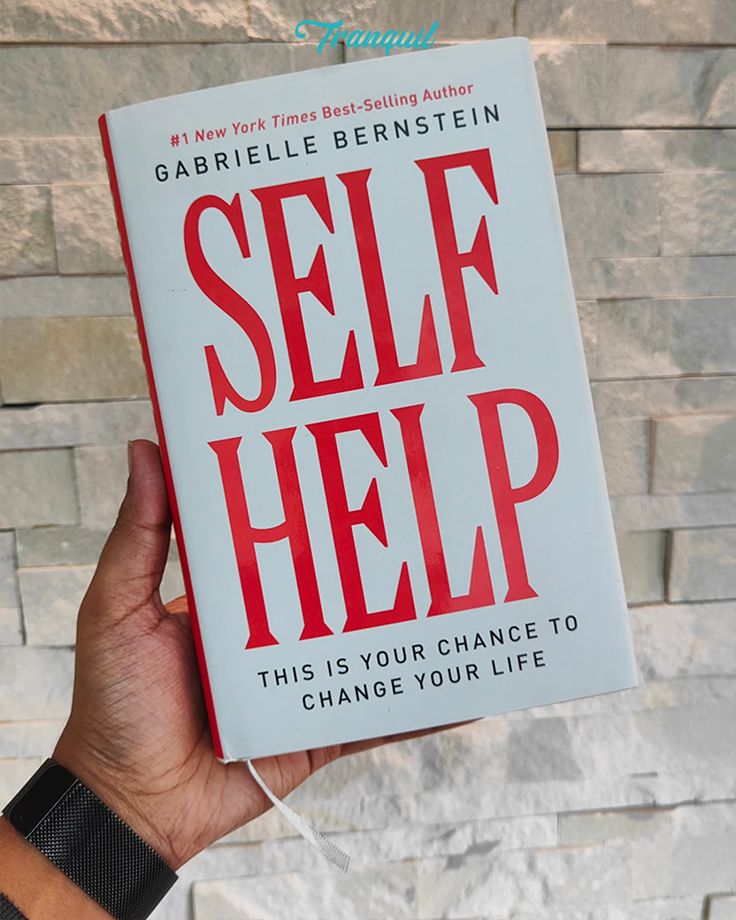 Tranquil
#1 New York Times Best-Selling Author
GABRIELLE BERNSTEIN
SELF
HELP
THIS IS YOUR CHANCE TO
CHANGE YOUR LIFE